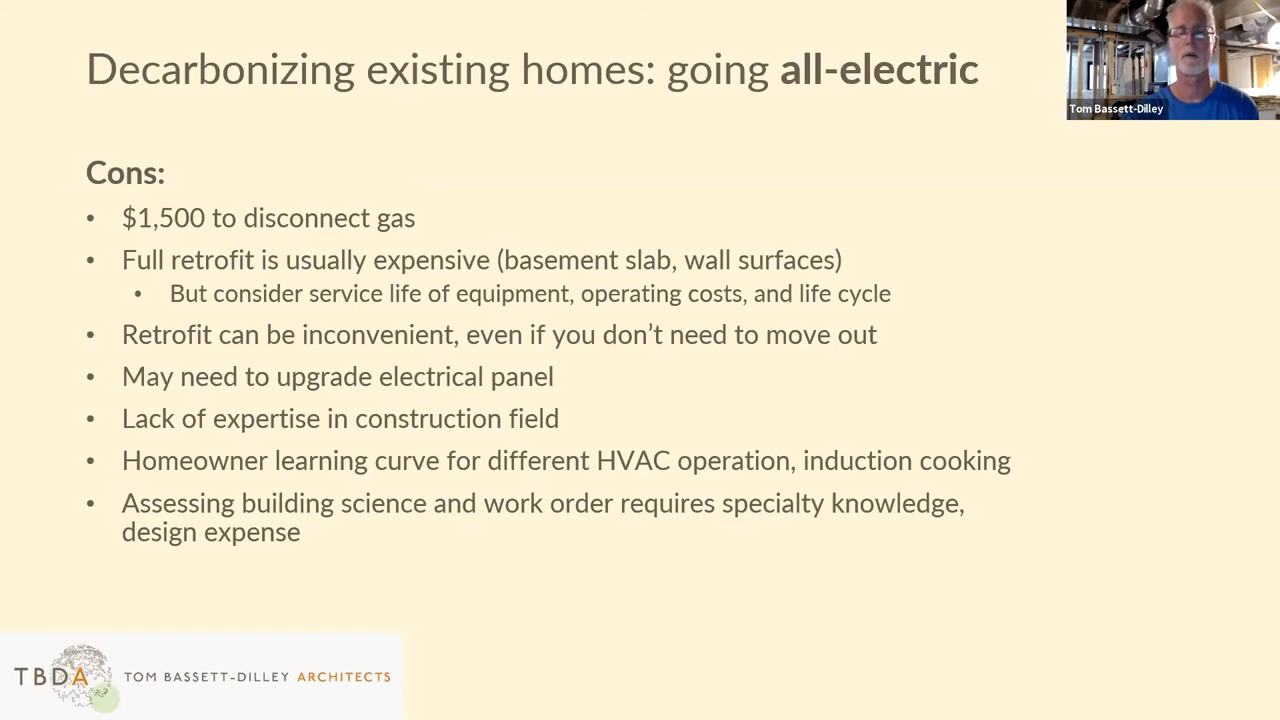 Decarbonizing existing homes: going all-electric
Tom Bassett-Dilley
Cons:
• $1,500 to disconnect gas
• Full retrofit is usually expensive (basement slab, wall surfaces)
• But consider service life of equipment, operating costs, and life cycle
• Retrofit can be inconvenient, even if you don’t need to move out
• May need to upgrade electrical panel
• Lack of expertise in construction field
• Homeowner learning curve for different HVAC operation, induction cooking
• Assessing building science and work order requires specialty knowledge,
design expense
TBDA TOM BASSETT-DILLEY ARCHITECTS